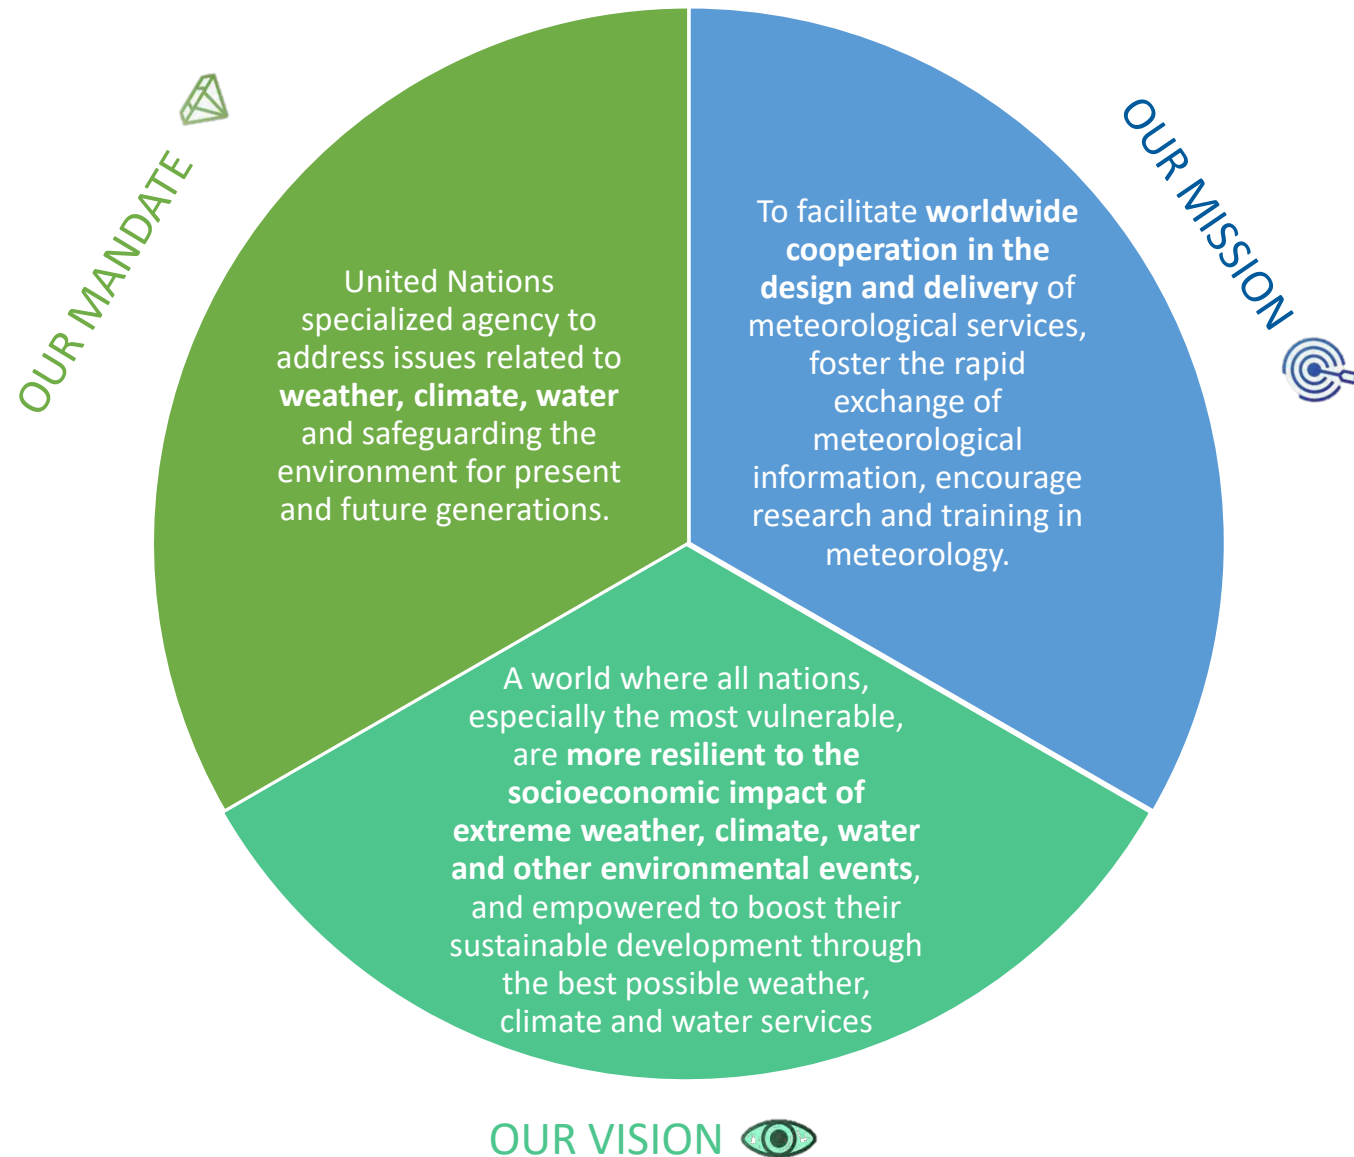 OUR MANDATE
United Nations
specialized agency to
address issues related to
weather, climate, water
and safeguarding the
environment for present
and future generations.
OUR MISSION
To facilitate worldwide
cooperation in the
design and delivery of
meteorological services,
foster the rapid
exchange of
meteorological
information, encourage
research and training in
meteorology.
A world where all nations,
especially the most vulnerable,
are more resilient to the
socioeconomic impact of
extreme weather, climate, water
and other environmental events,
and empowered to boost their
sustainable development through
the best possible weather,
climate and water services
OUR VISION